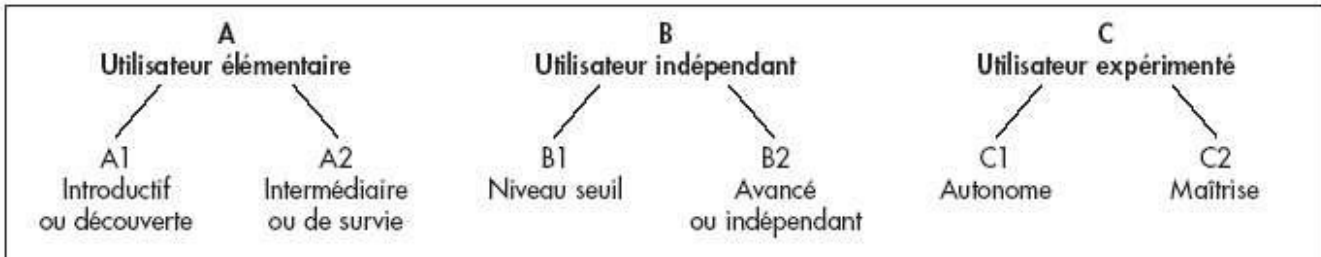 A
Utilisateur élémentaire
A1
Introductif
ou découverte
A2
Intermédiaire
ou de survie
B
Utilisateur indépendant
B1
Niveau seuil
B2
Avancé
ou indépendant
C
Utilisateur expérimenté
C1
Autonome
C2
Maîtrise